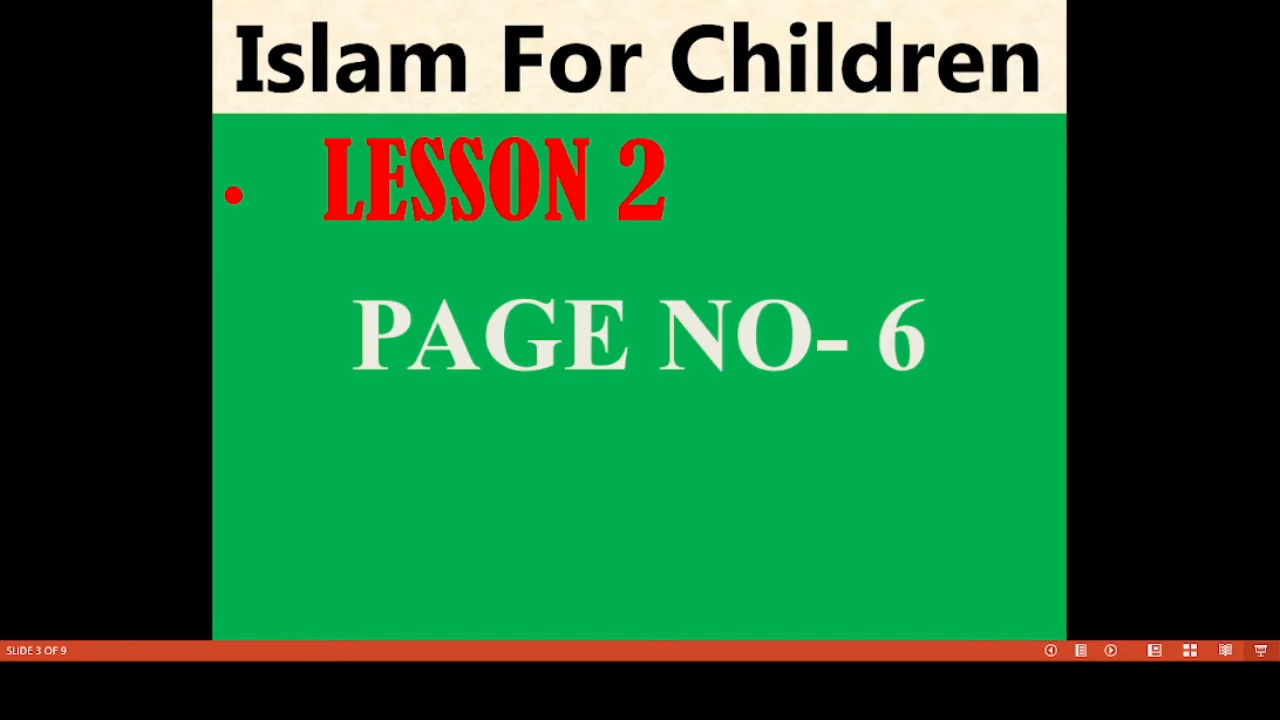 Islam For Children
• LESSON 2
PAGE NO- 6
SLIDE 3 OF 9